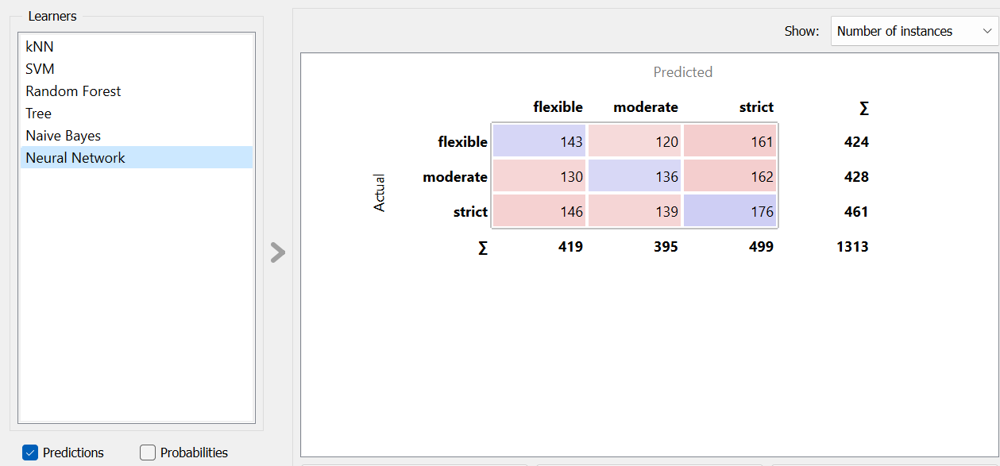 Learners
kNN
SVM
Random Forest
Tree
Naive Bayes
Neural Network
Predictions
Probabilities
Show: Number of instances
Predicted
flexible moderate strict ∑
Actual
flexible 143 120 161 424
moderate 130 136 162 428
strict 146 139 176 461
∑ 419 395 499 1313